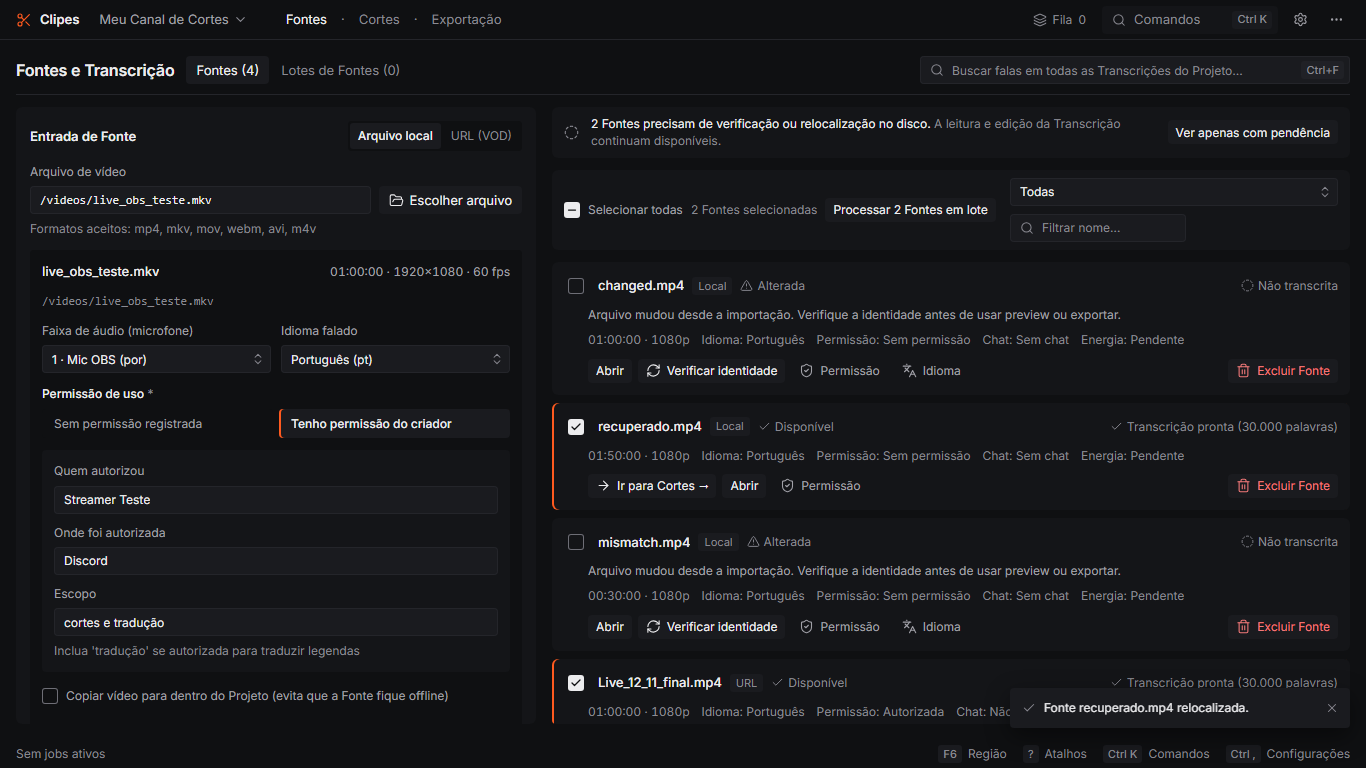 Clipes Meu Canal de Cortes Fontes · Cortes · Exportação Fila 0 Comandos Ctrl K
Fontes e Transcrição Fontes (4) Lotes de Fontes (0) Buscar falas em todas as Transcrições do Projeto... Ctrl+F
Entrada de Fonte Arquivo local URL (VOD)
Arquivo de vídeo
/videos/live_obs_teste.mkv Escolher arquivo
Formatos aceitos: mp4, mkv, mov, webm, avi, m4v
live_obs_teste.mkv 01:00:00 · 1920×1080 · 60 fps
/videos/live_obs_teste.mkv
Faixa de áudio (microfone) Idioma falado
1 · Mic OBS (por) Português (pt)
Permissão de uso *
Sem permissão registrada Tenho permissão do criador
Quem autorizou
Streamer Teste
Onde foi autorizada
Discord
Escopo
cortes e tradução
Inclua 'tradução' se autorizada para traduzir legendas
Copiar vídeo para dentro do Projeto (evita que a Fonte fique offline)
2 Fontes precisam de verificação ou relocalização no disco. A leitura e edição da Transcrição
continuam disponíveis.
Ver apenas com pendência
Selecionar todas 2 Fontes selecionadas Processar 2 Fontes em lote
Todas
Filtrar nome...
changed.mp4 Local Alterada Não transcrita
Arquivo mudou desde a importação. Verifique a identidade antes de usar preview ou exportar.
01:00:00 · 1080p Idioma: Português Permissão: Sem permissão Chat: Sem chat Energia: Pendente
Abrir Verificar identidade Permissão Idioma Excluir Fonte
recuperado.mp4 Local Disponível Transcrição pronta (30.000 palavras)
01:50:00 · 1080p Idioma: Português Permissão: Sem permissão Chat: Sem chat Energia: Pendente
Ir para Cortes → Abrir Permissão Excluir Fonte
mismatch.mp4 Local Alterada Não transcrita
Arquivo mudou desde a importação. Verifique a identidade antes de usar preview ou exportar.
00:30:00 · 1080p Idioma: Português Permissão: Sem permissão Chat: Sem chat Energia: Pendente
Abrir Verificar identidade Permissão Idioma Excluir Fonte
Live_12_11_final.mp4 URL Disponível Transcrição pronta (30.000 palavras)
01:00:00 · 1080p Idioma: Português Permissão: Autorizada Chat:
Fonte recuperado.mp4 relocalizada.
Sem jobs ativos F6 Região ? Atalhos Ctrl K Comandos Ctrl , Configurações